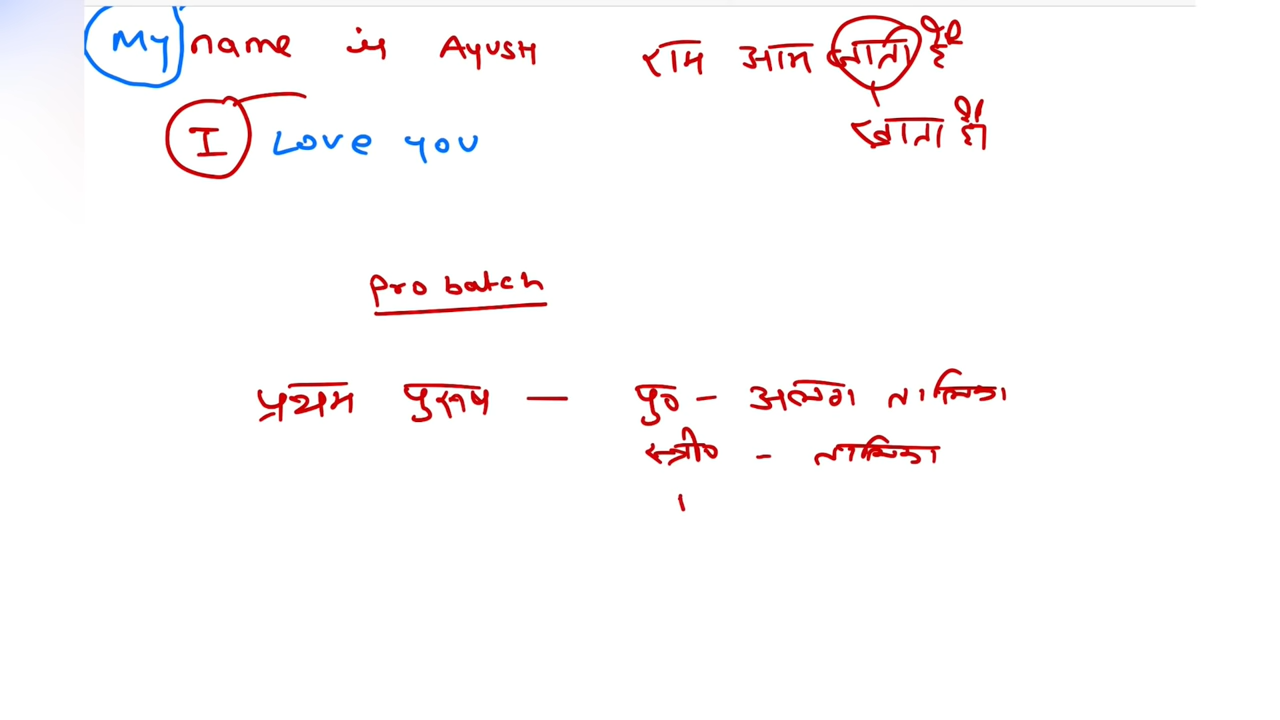 My name is Ayush राम आम खाता है
I Love you खाता हो
Pro batch
प्रथम पुरुष — पु० - अलग तालिका
स्त्री० - तालिका